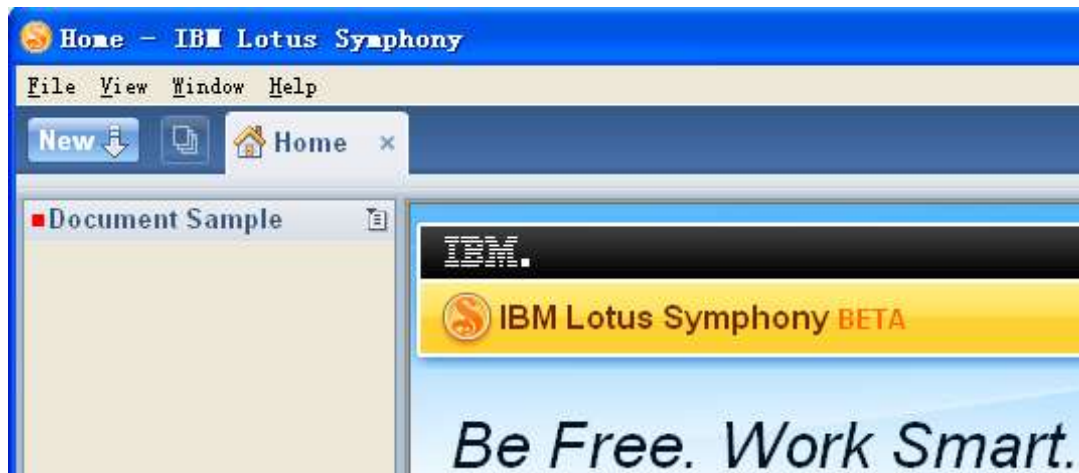 Home - IBM Lotus Symphony
File View Window Help
New Home ×
Document Sample
IBM.
IBM Lotus Symphony BETA
Be Free. Work Smart.